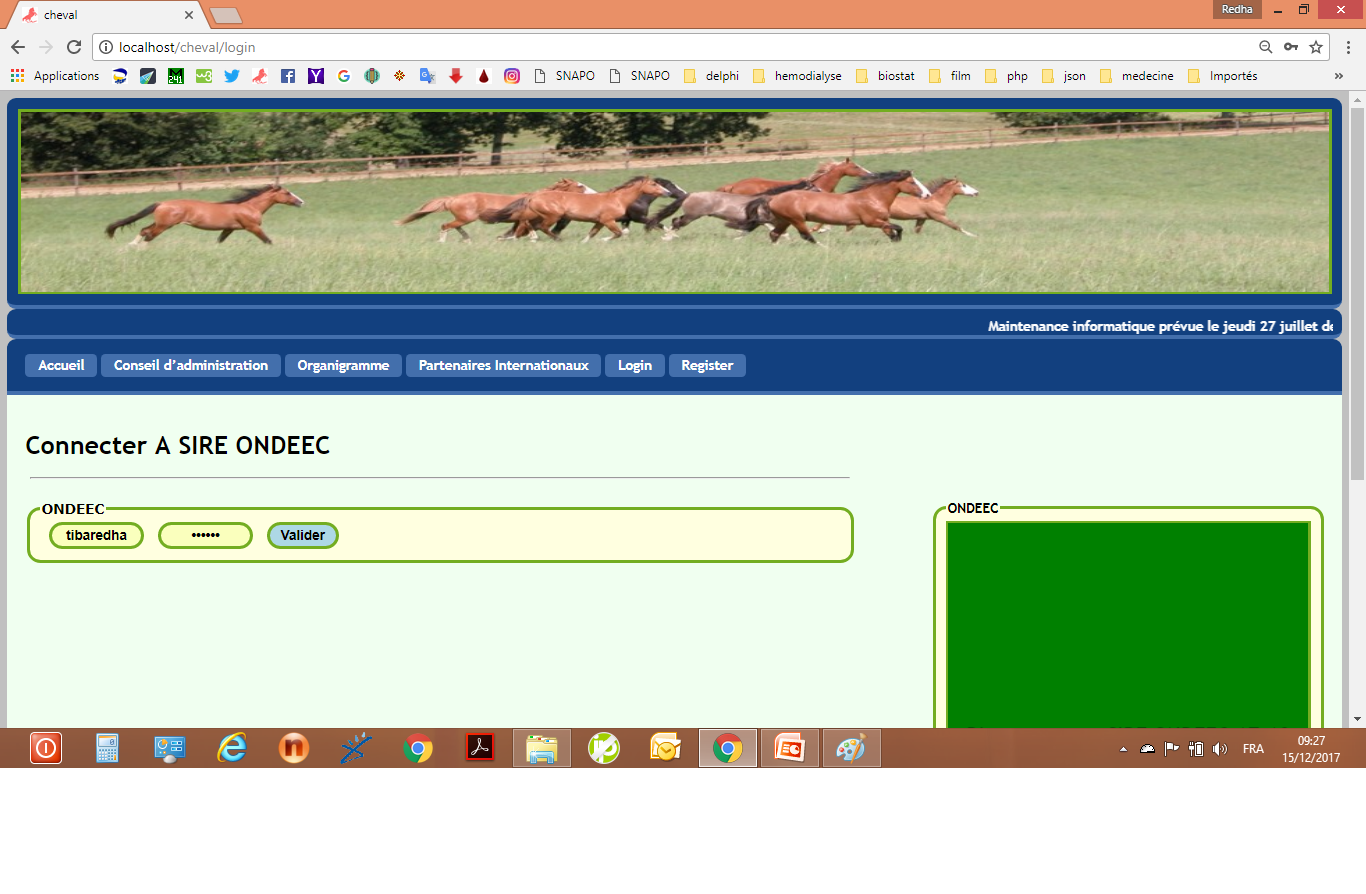 cheval
Redha
localhost/cheval/login
Applications SNAPO SNAPO delphi hemodialyse biostat film php json medecine Importés »
Maintenance informatique prévue le jeudi 27 juillet de
Accueil Conseil d'administration Organigramme Partenaires Internationaux Login Register
Connecter A SIRE ONDEEC
ONDEEC
tibaredha •••••• Valider
ONDEEC
FRA
09:27
15/12/2017